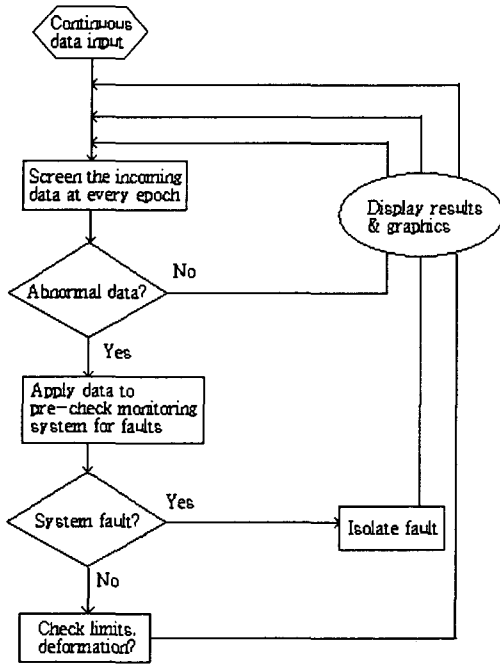 Continuous
data input
Screen the incoming
data at every epoch
Display results
& graphics
No
Abnormal data?
Yes
Apply data to
pre-check monitoring
system for faults
Yes
System fault?
Isolate fault
No
Check limits,
deformation?